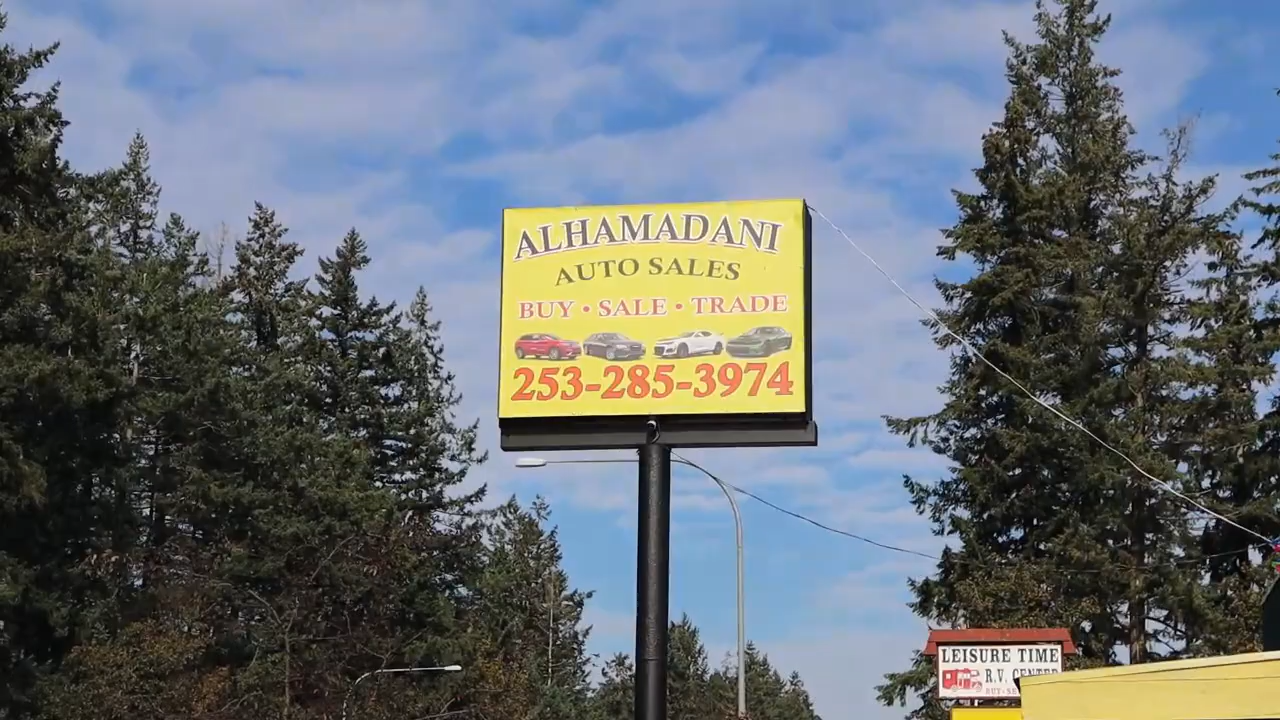 ALHAMADANI
AUTO SALES
BUY • SALE • TRADE
253-285-3974
LEISURE TIME
R.V. CENTER